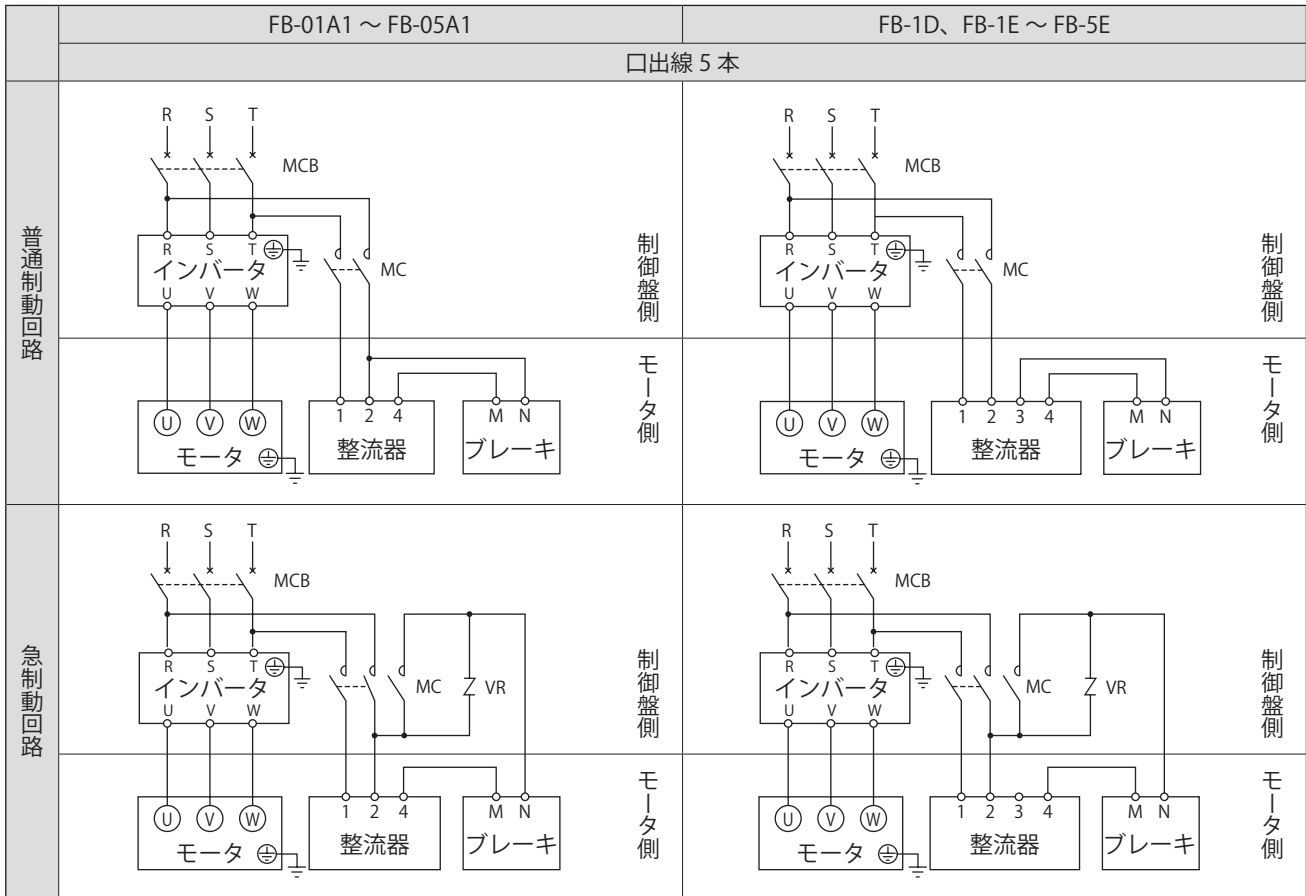 FB-01A1 ～ FB-05A1
FB-1D、FB-1E ～ FB-5E
口出線 5 本
普通制動回路
R S T
MCB
R S T
インバータ
U V W
MC
制御盤側
U V W
モータ
1 2 4
整流器
M N
ブレーキ
モータ側
R S T
MCB
R S T
インバータ
U V W
MC
制御盤側
U V W
モータ
1 2 3 4
整流器
M N
ブレーキ
モータ側
急制動回路
R S T
MCB
R S T
インバータ
U V W
MC
VR
制御盤側
U V W
モータ
1 2 4
整流器
M N
ブレーキ
モータ側
R S T
MCB
R S T
インバータ
U V W
MC
VR
制御盤側
U V W
モータ
1 2 3 4
整流器
M N
ブレーキ
モータ側